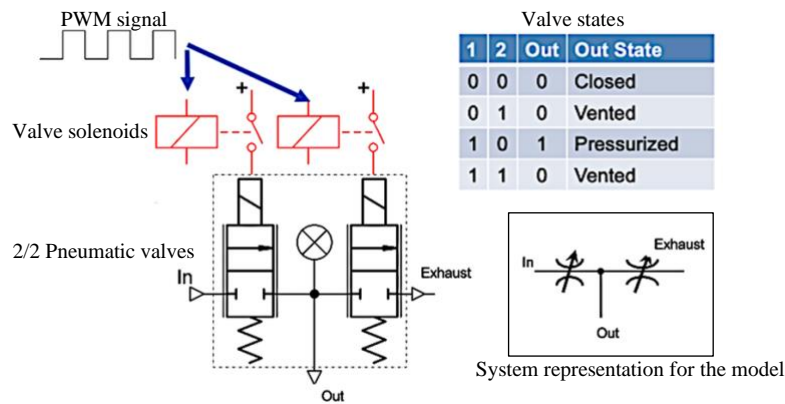 PWM signal
Valve states
1 2 Out Out State
0 0 0 Closed
0 1 0 Vented
1 0 1 Pressurized
1 1 0 Vented
+ +
Valve solenoids
2/2 Pneumatic valves
In
Exhaust
Out
In
Exhaust
Out
System representation for the model